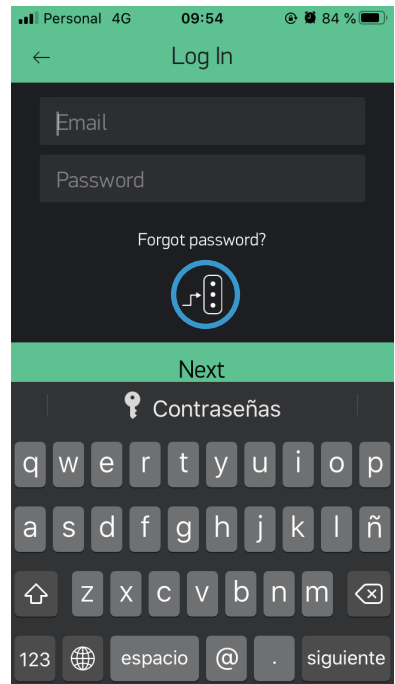 Personal 4G 09:54 84 %
Log In
Email
Password
Forgot password?
Next
Contraseñas
q w e r t y u i o p
a s d f g h j k l ñ
z x c v b n m
123 espacio @ . siguiente